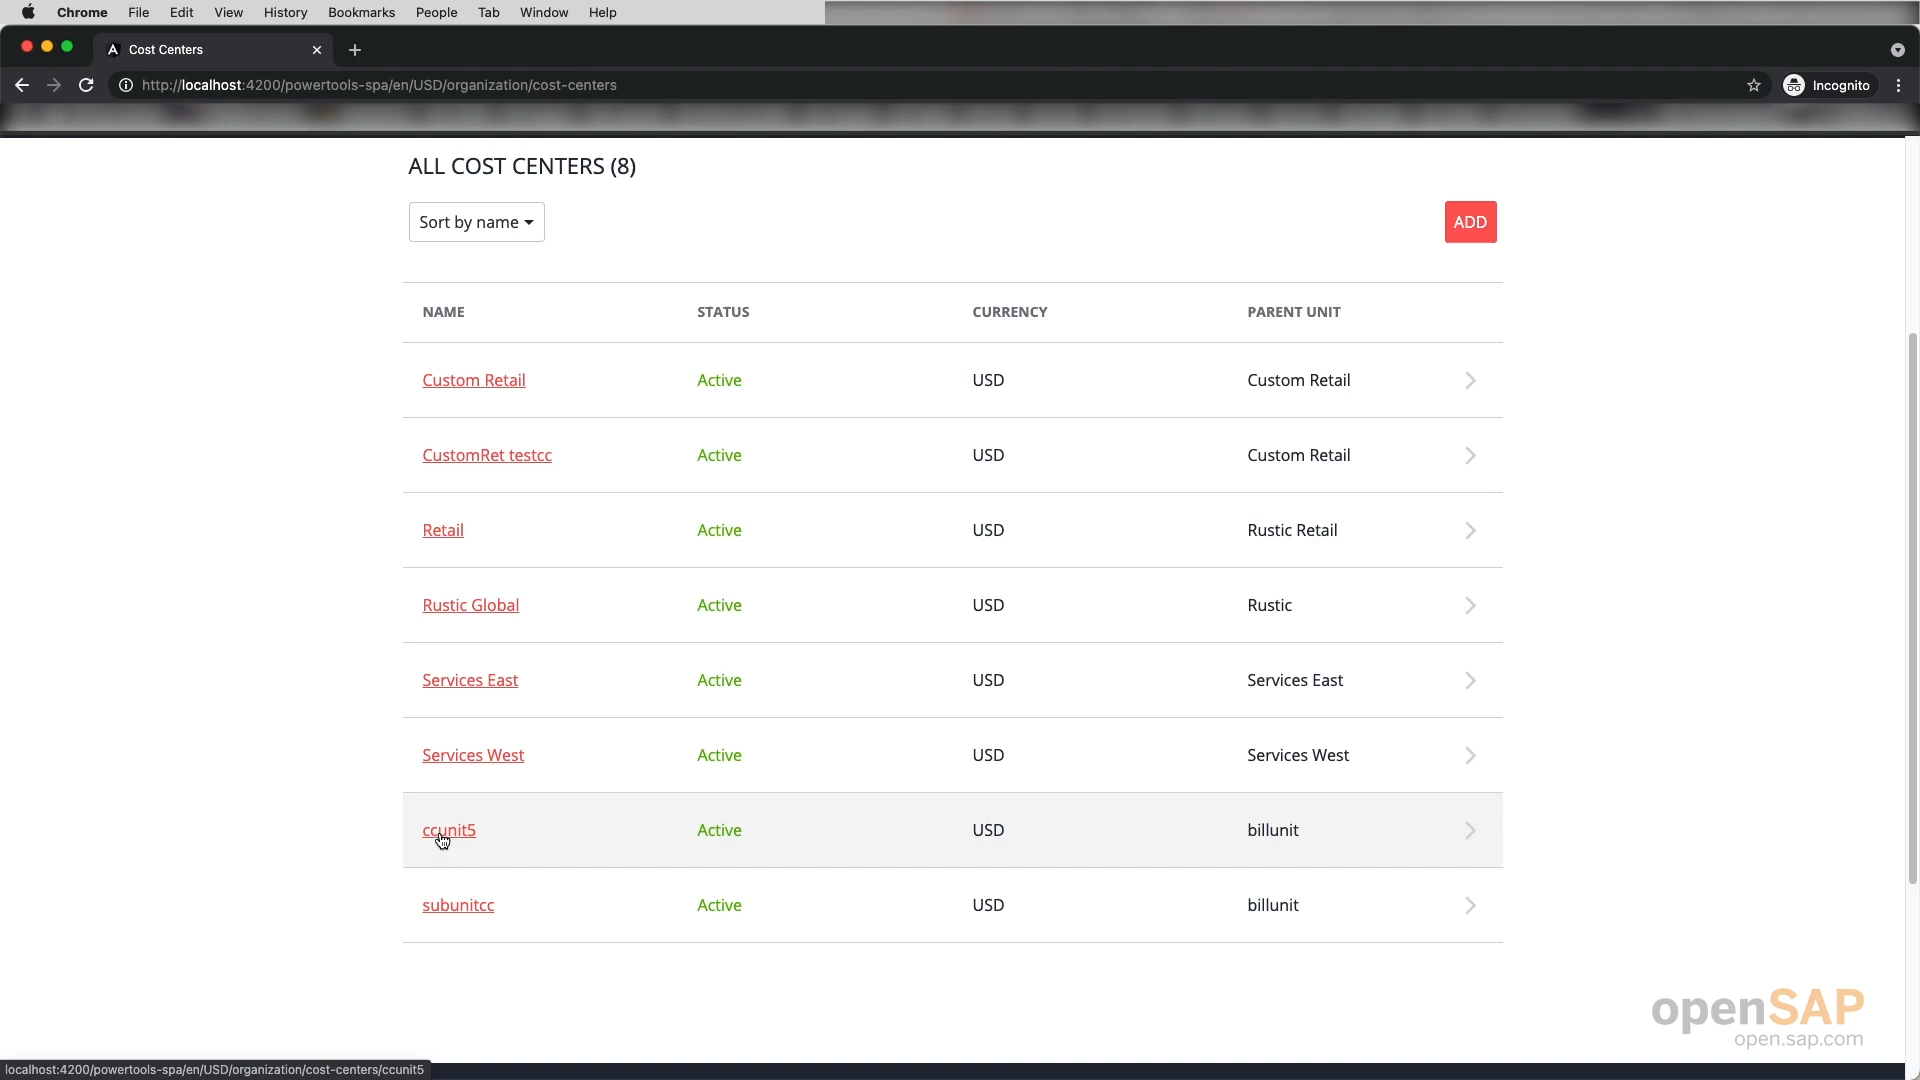 Chrome File Edit View History Bookmarks People Tab Window Help
Cost Centers
http://localhost:4200/powertools-spa/en/USD/organization/cost-centers
Incognito
ALL COST CENTERS (8)
Sort by name
ADD
NAME STATUS CURRENCY PARENT UNIT
Custom Retail Active USD Custom Retail
CustomRet testcc Active USD Custom Retail
Retail Active USD Rustic Retail
Rustic Global Active USD Rustic
Services East Active USD Services East
Services West Active USD Services West
ccunit5 Active USD billunit
subunitcc Active USD billunit
openSAP
open.sap.com
localhost:4200/powertools-spa/en/USD/organization/cost-centers/ccunit5